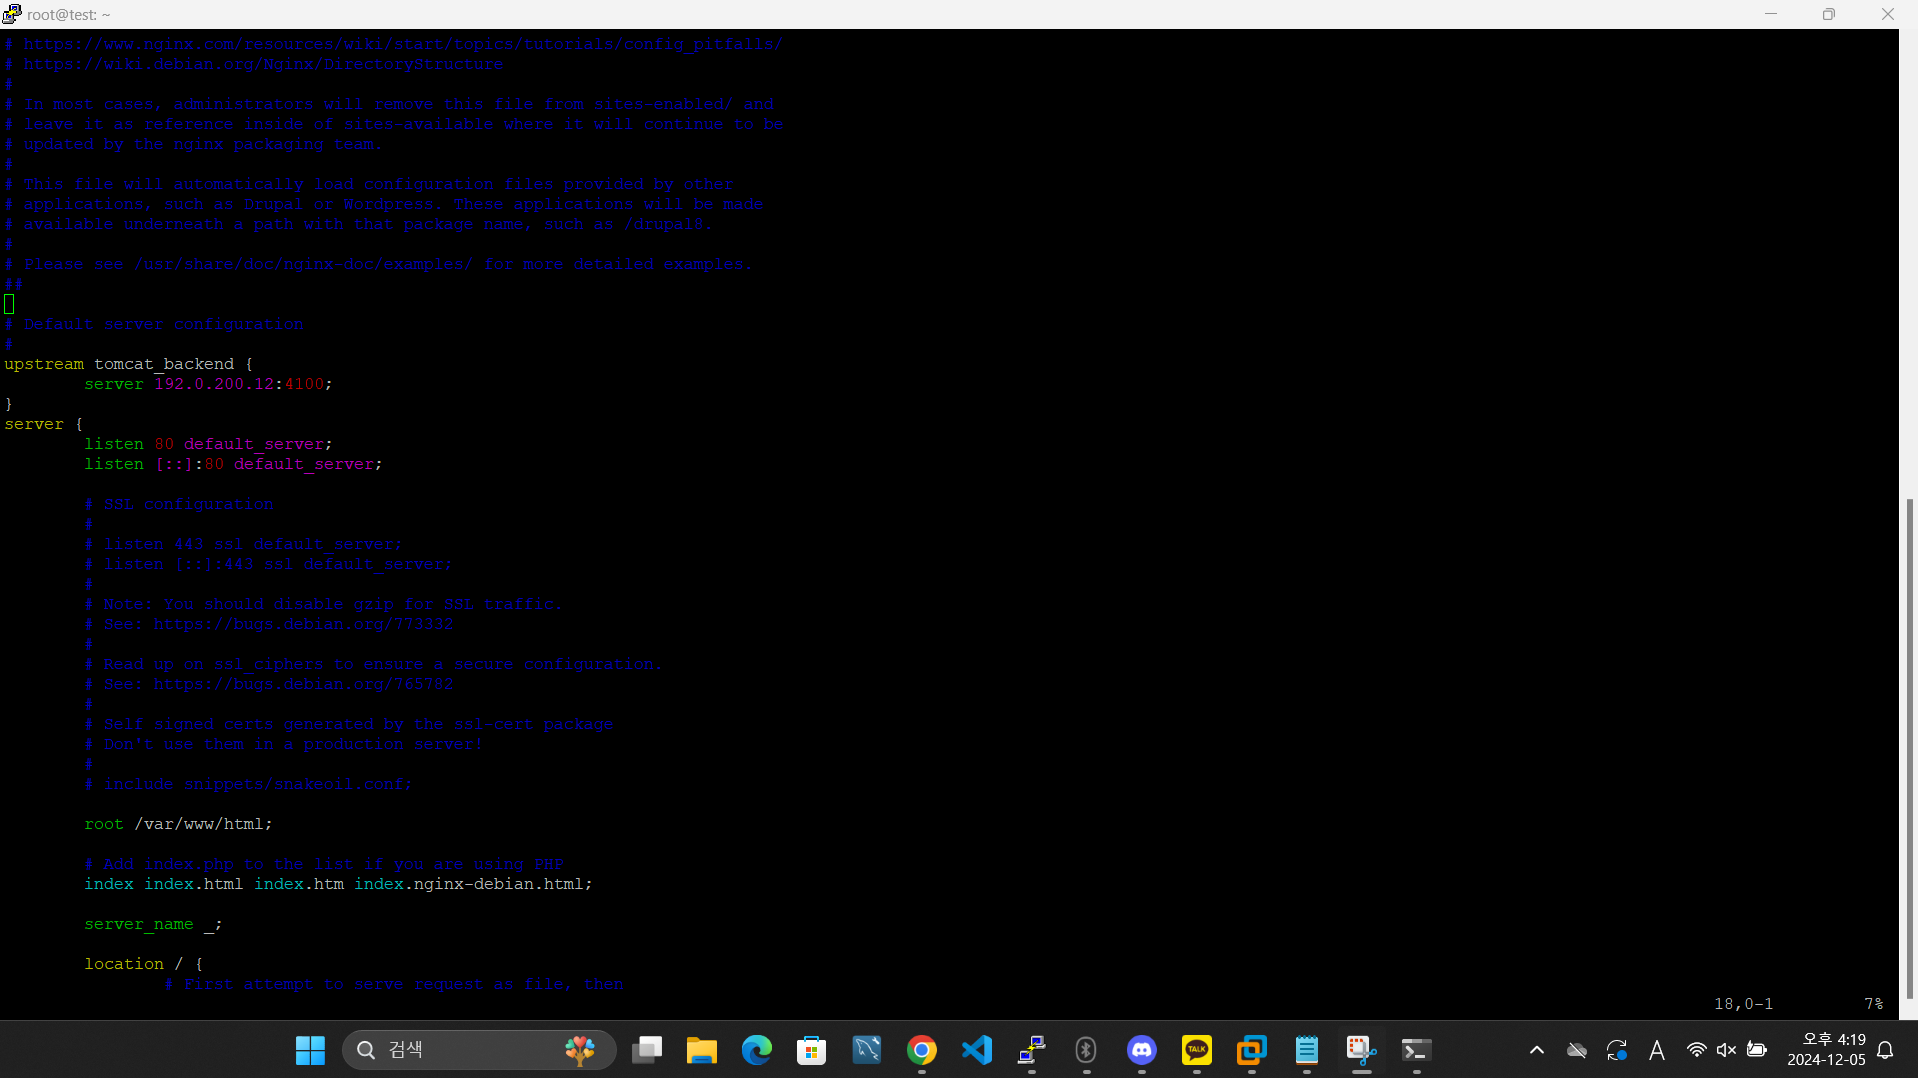 root@test: ~
# https://www.nginx.com/resources/wiki/start/topics/tutorials/config_pitfalls/
# https://wiki.debian.org/Nginx/DirectoryStructure
#
# In most cases, administrators will remove this file from sites-enabled/ and
# leave it as reference inside of sites-available where it will continue to be
# updated by the nginx packaging team.
#
# This file will automatically load configuration files provided by other
# applications, such as Drupal or Wordpress. These applications will be made
# available underneath a path with that package name, such as /drupal8.
#
# Please see /usr/share/doc/nginx-doc/examples/ for more detailed examples.
##
# Default server configuration
#
upstream tomcat_backend {
        server 192.0.200.12:4100;
}
server {
        listen 80 default_server;
        listen [::]:80 default_server;
        # SSL configuration
        #
        # listen 443 ssl default_server;
        # listen [::]:443 ssl default_server;
        #
        # Note: You should disable gzip for SSL traffic.
        # See: https://bugs.debian.org/773332
        #
        # Read up on ssl_ciphers to ensure a secure configuration.
        # See: https://bugs.debian.org/765782
        #
        # Self signed certs generated by the ssl-cert package
        # Don't use them in a production server!
        #
        # include snippets/snakeoil.conf;
        root /var/www/html;
        # Add index.php to the list if you are using PHP
        index index.html index.htm index.nginx-debian.html;
        server_name _;
        location / {
                # First attempt to serve request as file, then
18,0-1 7%
검색
TALK
A
오후 4:19
2024-12-05